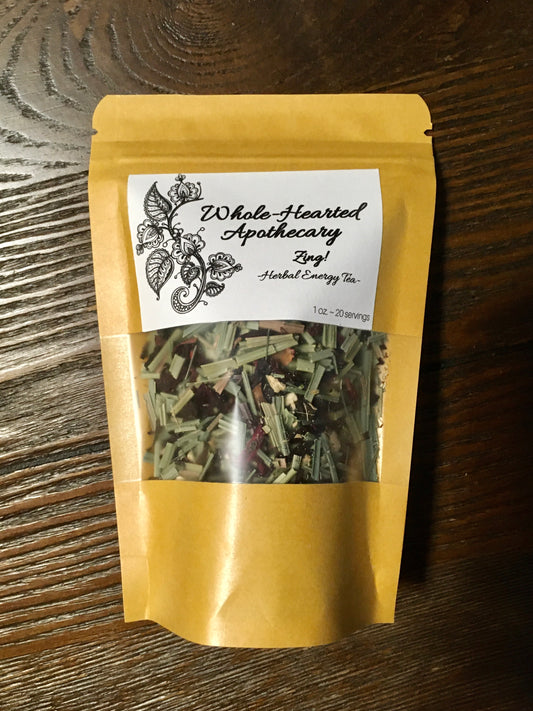 Whole-Hearted
Apothecary
Zing!
-Herbal Energy Tea-
1 oz. ~ 20 servings